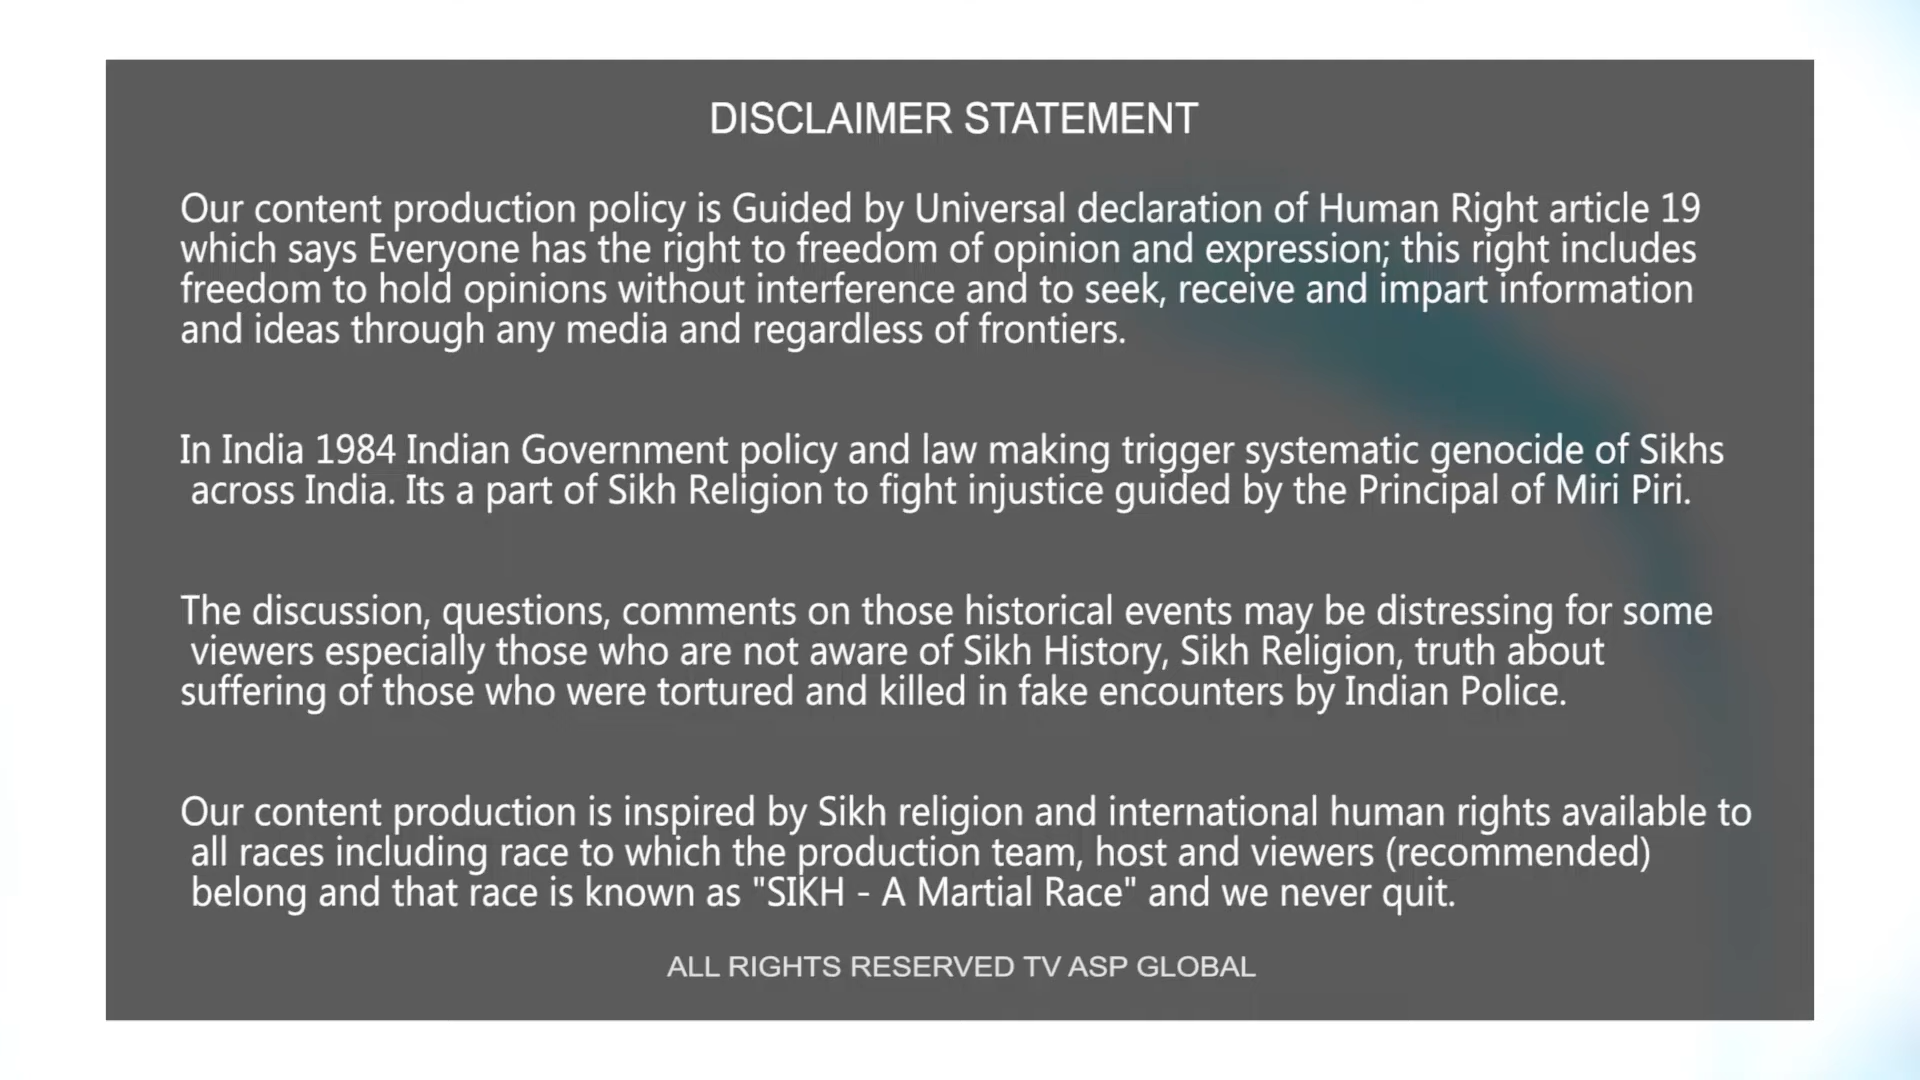 DISCLAIMER STATEMENT
Our content production policy is Guided by Universal declaration of Human Right article 19
which says Everyone has the right to freedom of opinion and expression; this right includes
freedom to hold opinions without interference and to seek, receive and impart information
and ideas through any media and regardless of frontiers.
In India 1984 Indian Government policy and law making trigger systematic genocide of Sikhs
across India. Its a part of Sikh Religion to fight injustice guided by the Principal of Miri Piri.
The discussion, questions, comments on those historical events may be distressing for some
viewers especially those who are not aware of Sikh History, Sikh Religion, truth about
suffering of those who were tortured and killed in fake encounters by Indian Police.
Our content production is inspired by Sikh religion and international human rights available to
all races including race to which the production team, host and viewers (recommended)
belong and that race is known as "SIKH - A Martial Race" and we never quit.
ALL RIGHTS RESERVED TV ASP GLOBAL